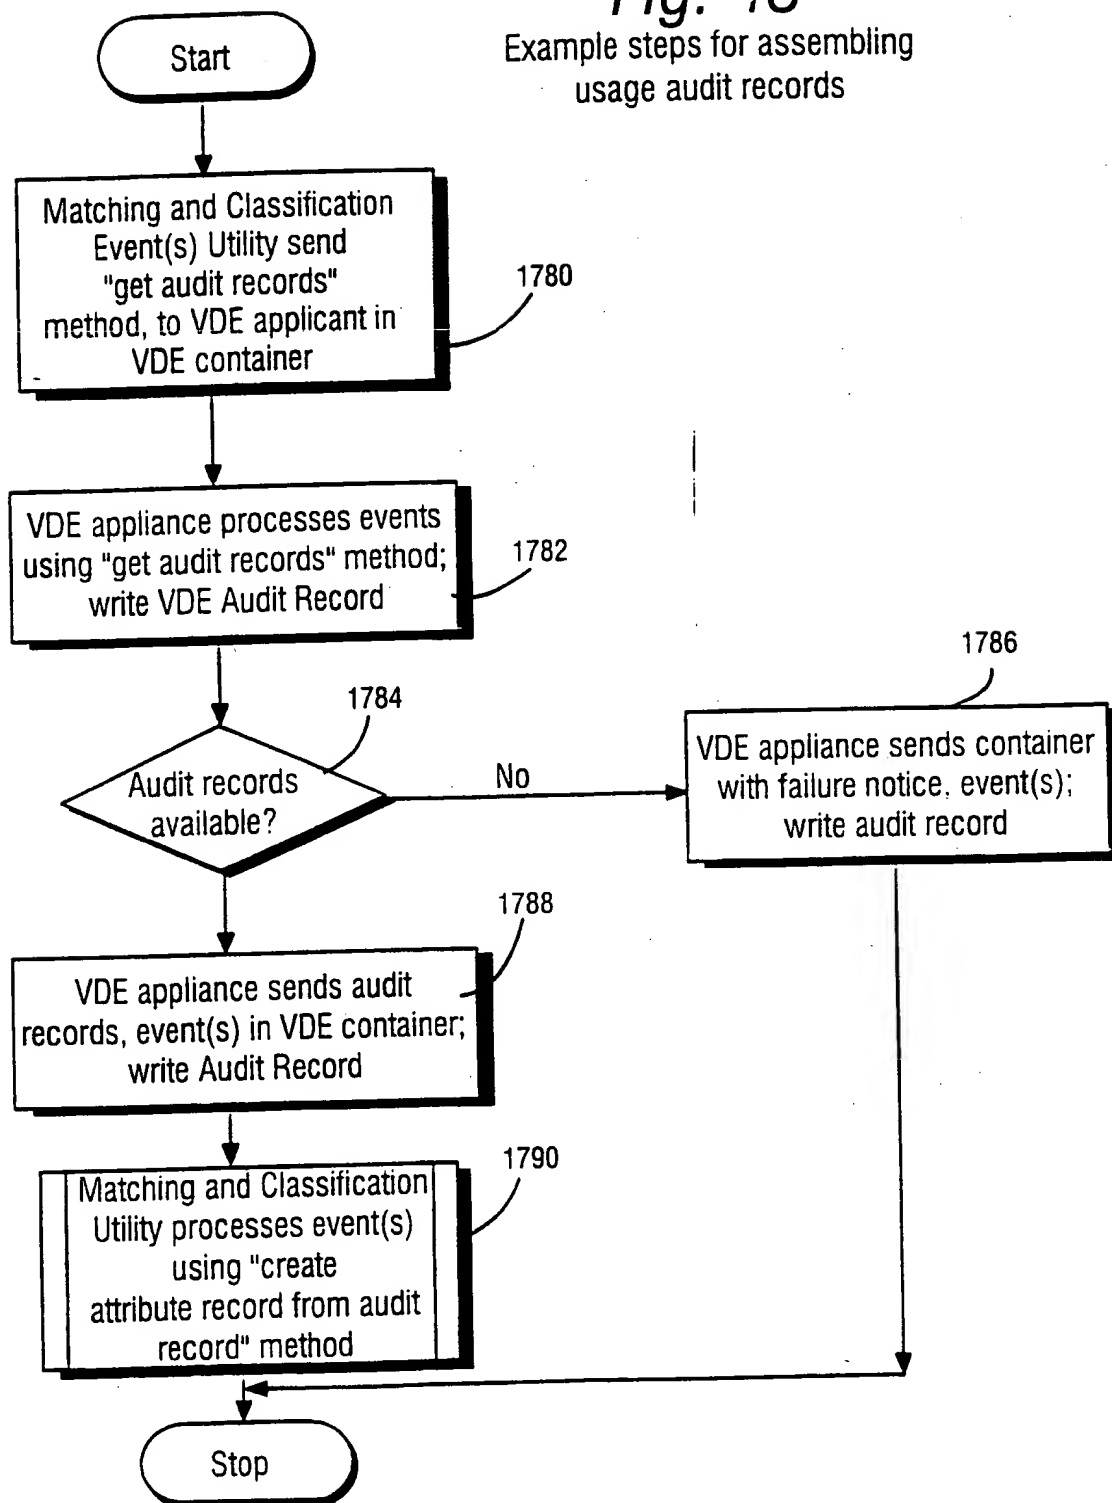 Example steps for assembling
usage audit records
Start
Matching and Classification
Event(s) Utility send
"get audit records"
method, to VDE applicant in
VDE container
1780
VDE appliance processes events
using "get audit records" method;
write VDE Audit Record
1782
1784
Audit records
available?
No
1786
VDE appliance sends container
with failure notice, event(s);
write audit record
1788
VDE appliance sends audit
records, event(s) in VDE container;
write Audit Record
1790
Matching and Classification
Utility processes event(s)
using "create
attribute record from audit
record" method
Stop